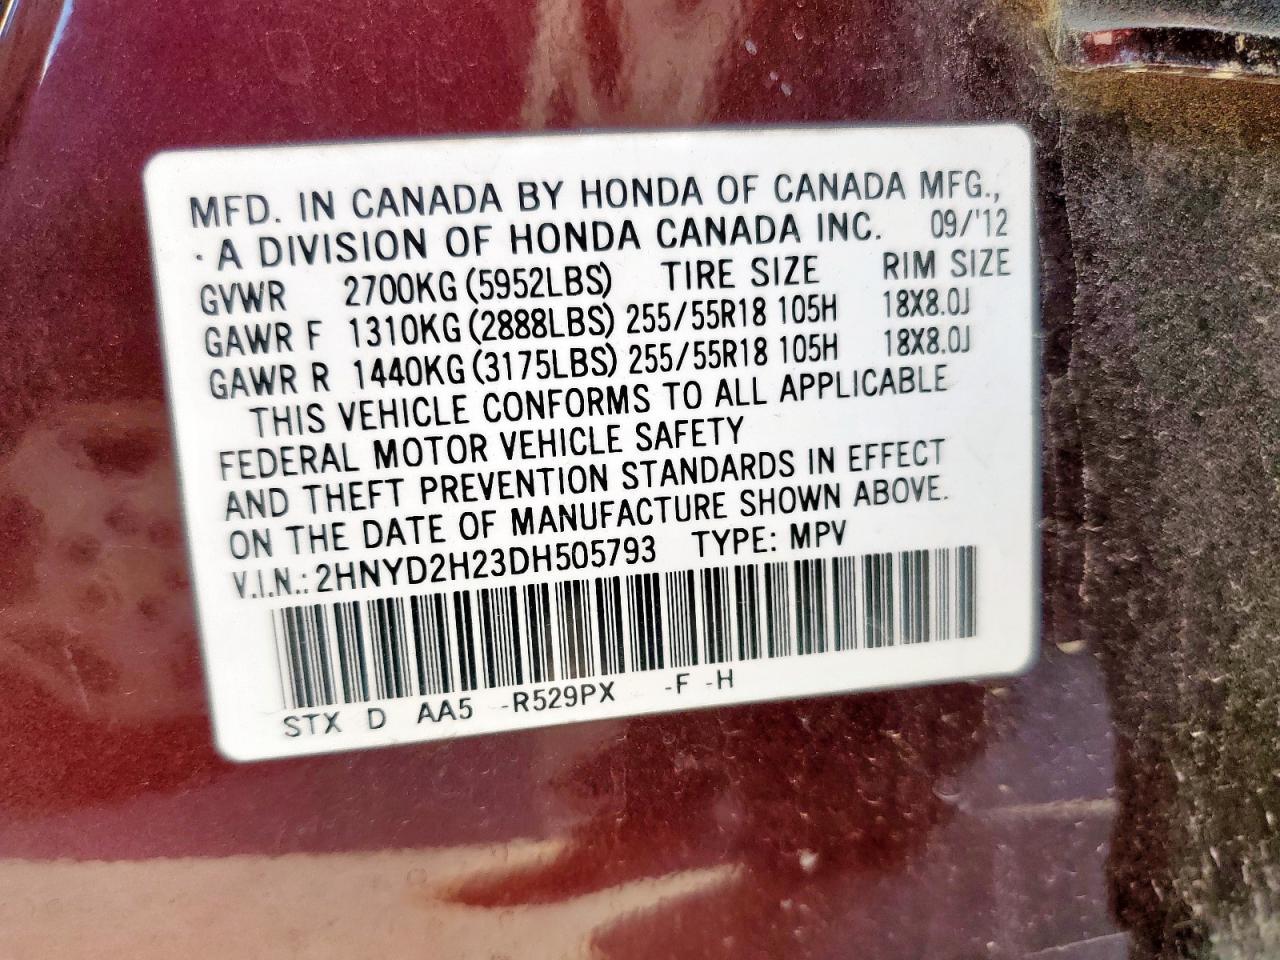 MFD. IN CANADA BY HONDA OF CANADA MFG.,
· A DIVISION OF HONDA CANADA INC. 09/'12
GVWR 2700KG (5952LBS) TIRE SIZE RIM SIZE
GAWR F 1310KG (2888LBS) 255/55R18 105H 18X8.0J
GAWR R 1440KG (3175LBS) 255/55R18 105H 18X8.0J
THIS VEHICLE CONFORMS TO ALL APPLICABLE
FEDERAL MOTOR VEHICLE SAFETY
AND THEFT PREVENTION STANDARDS IN EFFECT
ON THE DATE OF MANUFACTURE SHOWN ABOVE.
V.I.N.: 2HNYD2H23DH505793 TYPE: MPV
STX D AA5 -R529PX -F -H